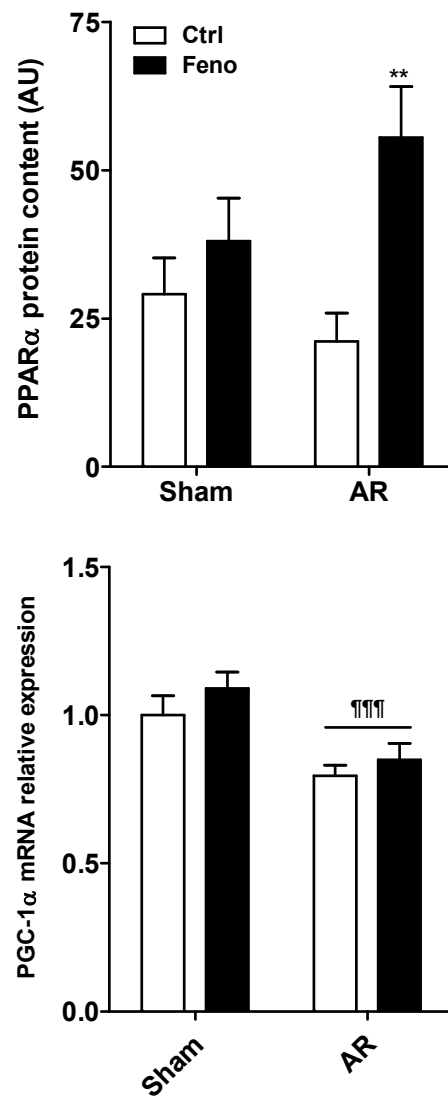 PPARα protein content (AU)
75
50
25
0
Ctrl
Feno
**
Sham AR
PGC-1α mRNA relative expression
1.5
1.0
0.5
0.0
¶¶¶
Sham AR